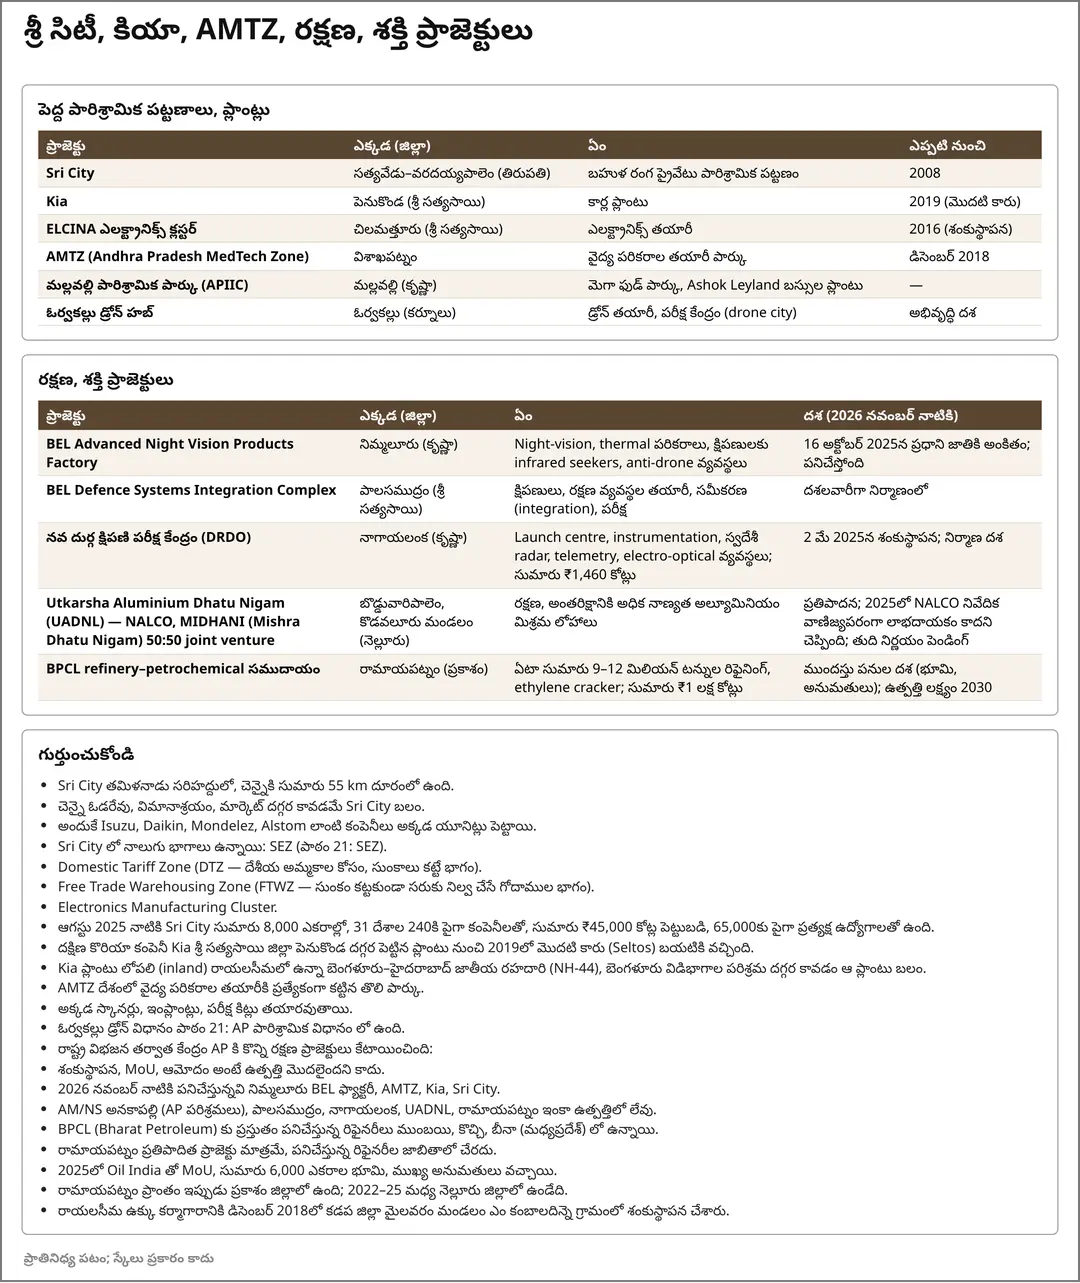 శ్రీ సిటీ, కియా, AMTZ, రక్షణ, శక్తి ప్రాజెక్టులు
పెద్ద పారిశ్రామిక పట్టణాలు, ప్లాంట్లు
ప్రాజెక్టు ఎక్కడ (జిల్లా) ఏం ఎప్పటి నుంచి
Sri City సత్యవేడు–వరదయ్యపాలెం (తిరుపతి) బహుళ రంగ ప్రైవేటు పారిశ్రామిక పట్టణం 2008
Kia పెనుకొండ (శ్రీ సత్యసాయి) కార్ల ప్లాంటు 2019 (మొదటి కారు)
ELCINA ఎలక్ట్రానిక్స్ క్లస్టర్ చిలమత్తూరు (శ్రీ సత్యసాయి) ఎలక్ట్రానిక్స్ తయారీ 2016 (శంకుస్థాపన)
AMTZ (Andhra Pradesh MedTech Zone) విశాఖపట్నం వైద్య పరికరాల తయారీ పార్కు డిసెంబర్ 2018
మల్లవల్లి పారిశ్రామిక పార్కు (APIIC) మల్లవల్లి (కృష్ణా) మెగా ఫుడ్ పార్కు, Ashok Leyland బస్సుల ప్లాంటు —
ఓర్వకల్లు డ్రోన్ హబ్ ఓర్వకల్లు (కర్నూలు) డ్రోన్ తయారీ, పరీక్ష కేంద్రం (drone city) అభివృద్ధి దశ
రక్షణ, శక్తి ప్రాజెక్టులు
ప్రాజెక్టు ఎక్కడ (జిల్లా) ఏం దశ (2026 నవంబర్ నాటికి)
BEL Advanced Night Vision Products నిమ్మలూరు (కృష్ణా) Night-vision, thermal పరికరాలు, క్షిపణులకు 16 అక్టోబర్ 2025న ప్రధాని జాతికి అంకితం;
Factory infrared seekers, anti-drone వ్యవస్థలు పనిచేస్తోంది
BEL Defence Systems Integration Complex పాలసముద్రం (శ్రీ క్షిపణులు, రక్షణ వ్యవస్థల తయారీ, సమీకరణ దశలవారీగా నిర్మాణంలో
సత్యసాయి) (integration), పరీక్ష
నవ దుర్గ క్షిపణి పరీక్ష కేంద్రం (DRDO) నాగాయలంక (కృష్ణా) Launch centre, instrumentation, స్వదేశీ 2 మే 2025న శంకుస్థాపన; నిర్మాణ దశ
radar, telemetry, electro-optical వ్యవస్థలు;
సుమారు ₹1,460 కోట్లు
Utkarsha Aluminium Dhatu Nigam బొడ్డువారిపాలెం, రక్షణ, అంతరిక్షానికి అధిక నాణ్యత అల్యూమినియం ప్రతిపాదన; 2025లో NALCO నివేదిక
(UADNL) — NALCO, MIDHANI (Mishra కొడవలూరు మండలం మిశ్రమ లోహాలు వాణిజ్యపరంగా లాభదాయకం కాదని
Dhatu Nigam) 50:50 joint venture (నెల్లూరు) చెప్పింది; తుది నిర్ణయం పెండింగ్
BPCL refinery–petrochemical సముదాయం రామాయపట్నం (ప్రకాశం) ఏటా సుమారు 9–12 మిలియన్ టన్నుల రిఫైనింగ్, ముందస్తు పనుల దశ (భూమి,
ethylene cracker; సుమారు ₹1 లక్ష కోట్లు అనుమతులు); ఉత్పత్తి లక్ష్యం 2030
గుర్తుంచుకోండి
• Sri City తమిళనాడు సరిహద్దులో, చెన్నైకి సుమారు 55 km దూరంలో ఉంది.
• చెన్నై ఓడరేవు, విమానాశ్రయం, మార్కెట్ దగ్గర కావడమే Sri City బలం.
• అందుకే Isuzu, Daikin, Mondelez, Alstom లాంటి కంపెనీలు అక్కడ యూనిట్లు పెట్టాయి.
• Sri City లో నాలుగు భాగాలు ఉన్నాయి: SEZ (పాఠం 21: SEZ).
• Domestic Tariff Zone (DTZ — దేశీయ అమ్మకాల కోసం, సుంకాలు కట్టే భాగం).
• Free Trade Warehousing Zone (FTWZ — సుంకం కట్టకుండా సరుకు నిల్వ చేసే గోదాముల భాగం).
• Electronics Manufacturing Cluster.
• ఆగస్టు 2025 నాటికి Sri City సుమారు 8,000 ఎకరాల్లో, 31 దేశాల 240కి పైగా కంపెనీలతో, సుమారు ₹45,000 కోట్ల పెట్టుబడి, 65,000కు పైగా ప్రత్యక్ష ఉద్యోగాలతో ఉంది.
• దక్షిణ కొరియా కంపెనీ Kia శ్రీ సత్యసాయి జిల్లా పెనుకొండ దగ్గర పెట్టిన ప్లాంటు నుంచి 2019లో మొదటి కారు (Seltos) బయటికి వచ్చింది.
• Kia ప్లాంటు లోపలి (inland) రాయలసీమలో ఉన్నా బెంగళూరు–హైదరాబాద్ జాతీయ రహదారి (NH-44), బెంగళూరు విడిభాగాల పరిశ్రమ దగ్గర కావడం ఆ ప్లాంటు బలం.
• AMTZ దేశంలో వైద్య పరికరాల తయారీకి ప్రత్యేకంగా కట్టిన తొలి పార్కు.
• అక్కడ స్కానర్లు, ఇంప్లాంట్లు, పరీక్ష కిట్లు తయారవుతాయి.
• ఓర్వకల్లు డ్రోన్ విధానం పాఠం 21: AP పారిశ్రామిక విధానం లో ఉంది.
• రాష్ట్ర విభజన తర్వాత కేంద్రం AP కి కొన్ని రక్షణ ప్రాజెక్టులు కేటాయించింది:
• శంకుస్థాపన, MoU, ఆమోదం అంటే ఉత్పత్తి మొదలైందని కాదు.
• 2026 నవంబర్ నాటికి పనిచేస్తున్నవి నిమ్మలూరు BEL ఫ్యాక్టరీ, AMTZ, Kia, Sri City.
• AM/NS అనకాపల్లి (AP పరిశ్రమలు), పాలసముద్రం, నాగాయలంక, UADNL, రామాయపట్నం ఇంకా ఉత్పత్తిలో లేవు.
• BPCL (Bharat Petroleum) కు ప్రస్తుతం పనిచేస్తున్న రిఫైనరీలు ముంబయి, కొచ్చి, బీనా (మధ్యప్రదేశ్) లో ఉన్నాయి.
• రామాయపట్నం ప్రతిపాదిత ప్రాజెక్టు మాత్రమే, పనిచేస్తున్న రిఫైనరీల జాబితాలో చేరదు.
• 2025లో Oil India తో MoU, సుమారు 6,000 ఎకరాల భూమి, ముఖ్య అనుమతులు వచ్చాయి.
• రామాయపట్నం ప్రాంతం ఇప్పుడు ప్రకాశం జిల్లాలో ఉంది; 2022–25 మధ్య నెల్లూరు జిల్లాలో ఉండేది.
• రాయలసీమ ఉక్కు కర్మాగారానికి డిసెంబర్ 2018లో కడప జిల్లా మైలవరం మండలం ఎం కంబాలదిన్నె గ్రామంలో శంకుస్థాపన చేశారు.
ప్రాతినిధ్య పటం; స్కేలు ప్రకారం కాదు